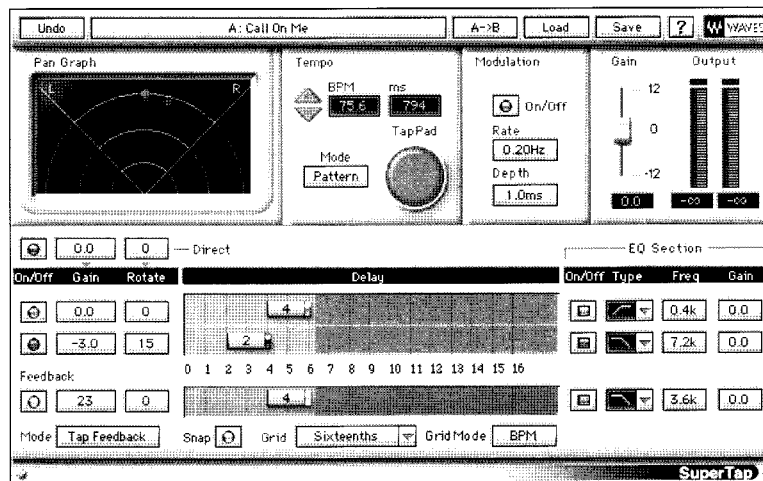 Undo A: Call On Me A->B Load Save ? WAVES
Pan Graph Tempo Modulation Gain Output
L R
BPM ms
75.6 794
On/Off
12
TapPad
Rate
0
Mode
0.20Hz
Pattern
Depth
-12
1.0ms
0.0 -∞ -∞
0.0 0 Direct EQ Section
On/Off Gain Rotate Delay On/Off Type Freq Gain
0.0 0 4 0.4k 0.0
-3.0 15 2 7.2k 0.0
0 1 2 3 4 5 6 7 8 9 10 11 12 13 14 15 16
Feedback
23 0 4 3.6k 0.0
Mode Tap Feedback Snap Grid Sixteenths Grid Mode BPM
SuperTap